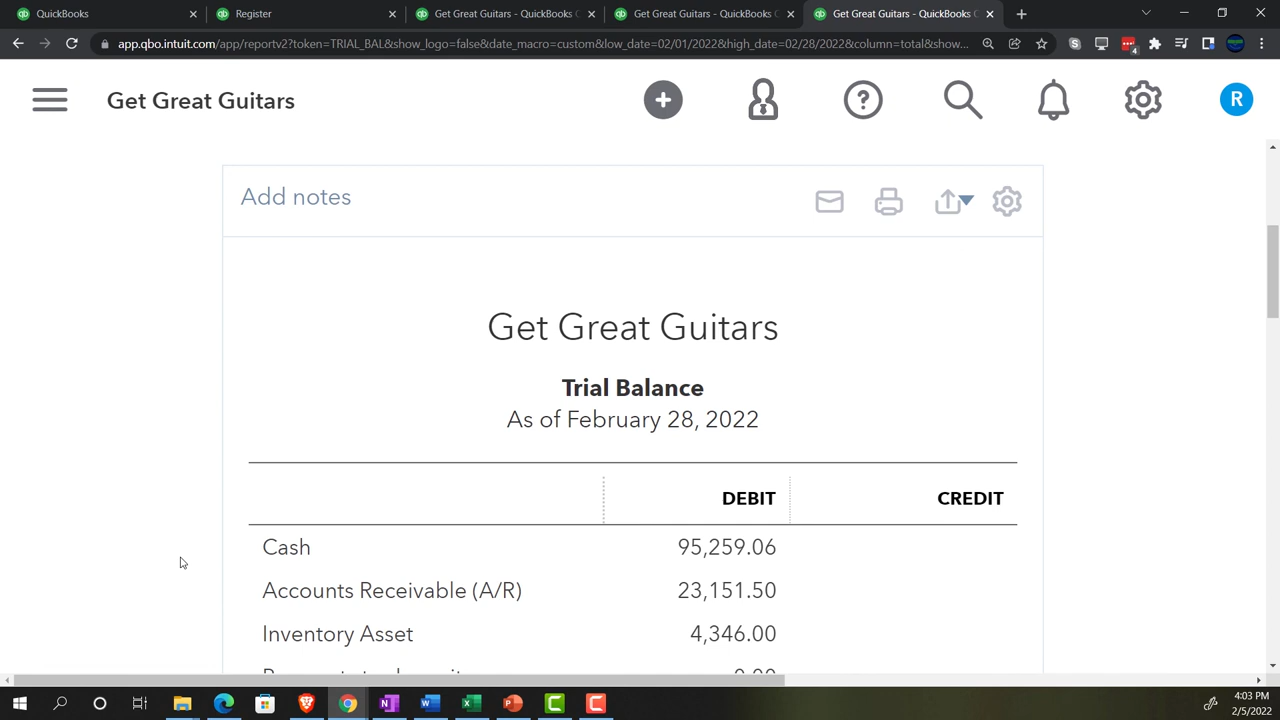 QuickBooks
Register
Get Great Guitars - QuickBooks
Get Great Guitars - QuickBooks
Get Great Guitars - QuickBooks
app.qbo.intuit.com/app/reportv2?token=TRIAL_BAL&show_logo=false&date_macro=custom&low_date=02/01/2022&high_date=02/28/2022&column=total&show...
4
Get Great Guitars
R
Add notes
Get Great Guitars
Trial Balance
As of February 28, 2022
DEBIT CREDIT
Cash 95,259.06
Accounts Receivable (A/R) 23,151.50
Inventory Asset 4,346.00
4:03 PM
2/5/2022